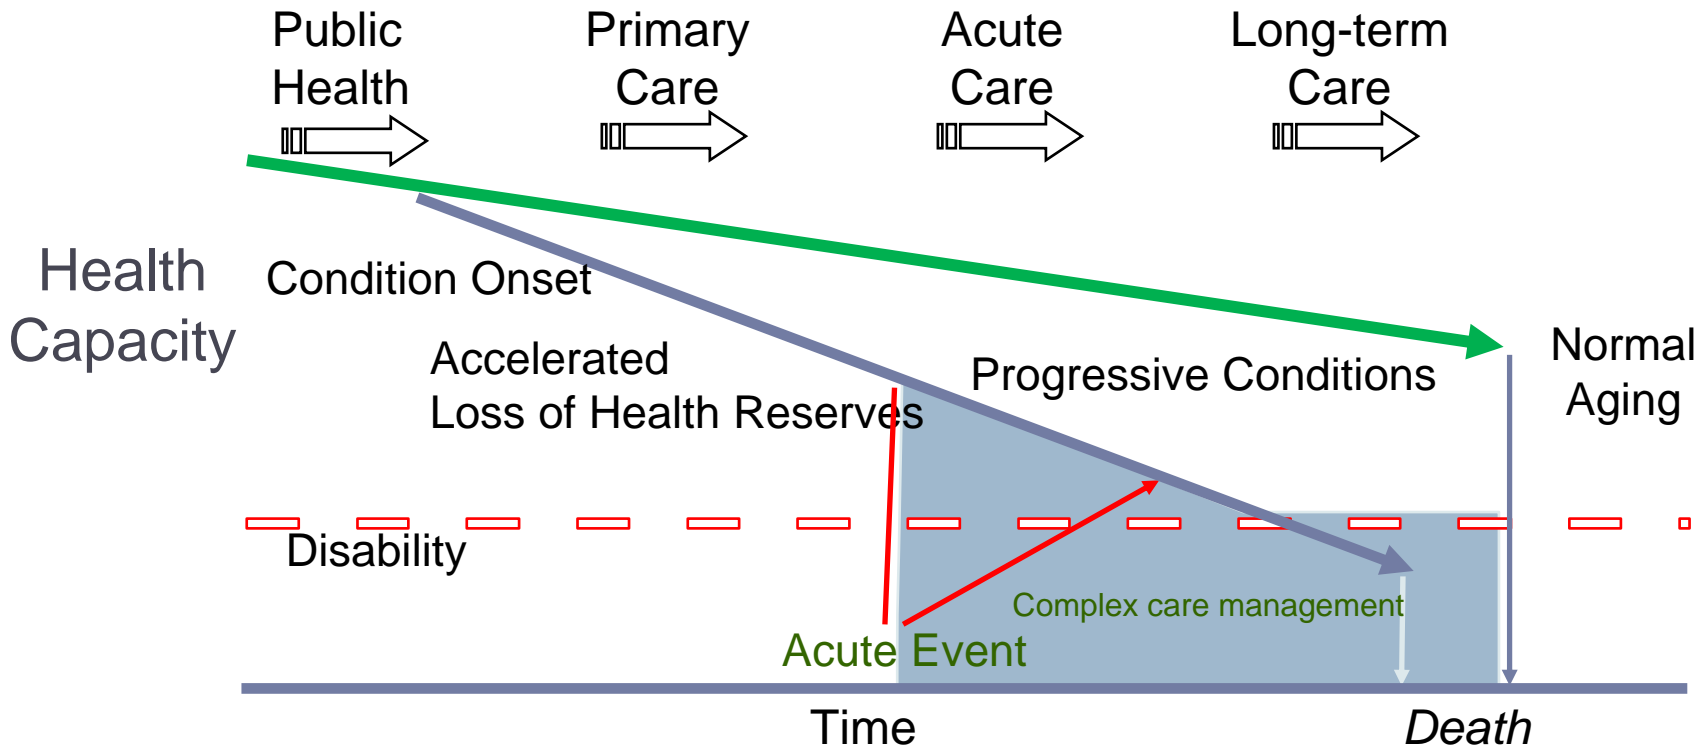 Public
Health
Primary
Care
Acute
Care
Long-term
Care
Health
Capacity
Condition Onset
Accelerated
Loss of Health Reserves
Progressive Conditions
Normal
Aging
Disability
Complex care management
Acute Event
Time
Death